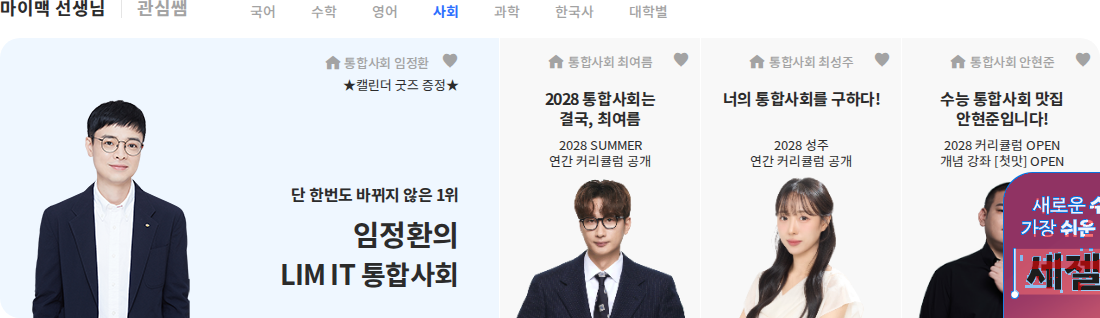 마이맥 선생님 관심쌤
국어 수학 영어 사회 과학 한국사 대학별
통합사회 임정환
★캘린더 굿즈 증정★
단 한번도 바뀌지 않은 1위
임정환의
LIM IT 통합사회
통합사회 최여름
2028 통합사회는
결국, 최여름
2028 SUMMER
연간 커리큘럼 공개
통합사회 최성주
너의 통합사회를 구하다!
2028 성주
연간 커리큘럼 공개
통합사회 안현준
수능 통합사회 맛집
안현준입니다!
2028 커리큘럼 OPEN
개념 강좌 [첫맛] OPEN
새로운
가장 쉬운
세젤